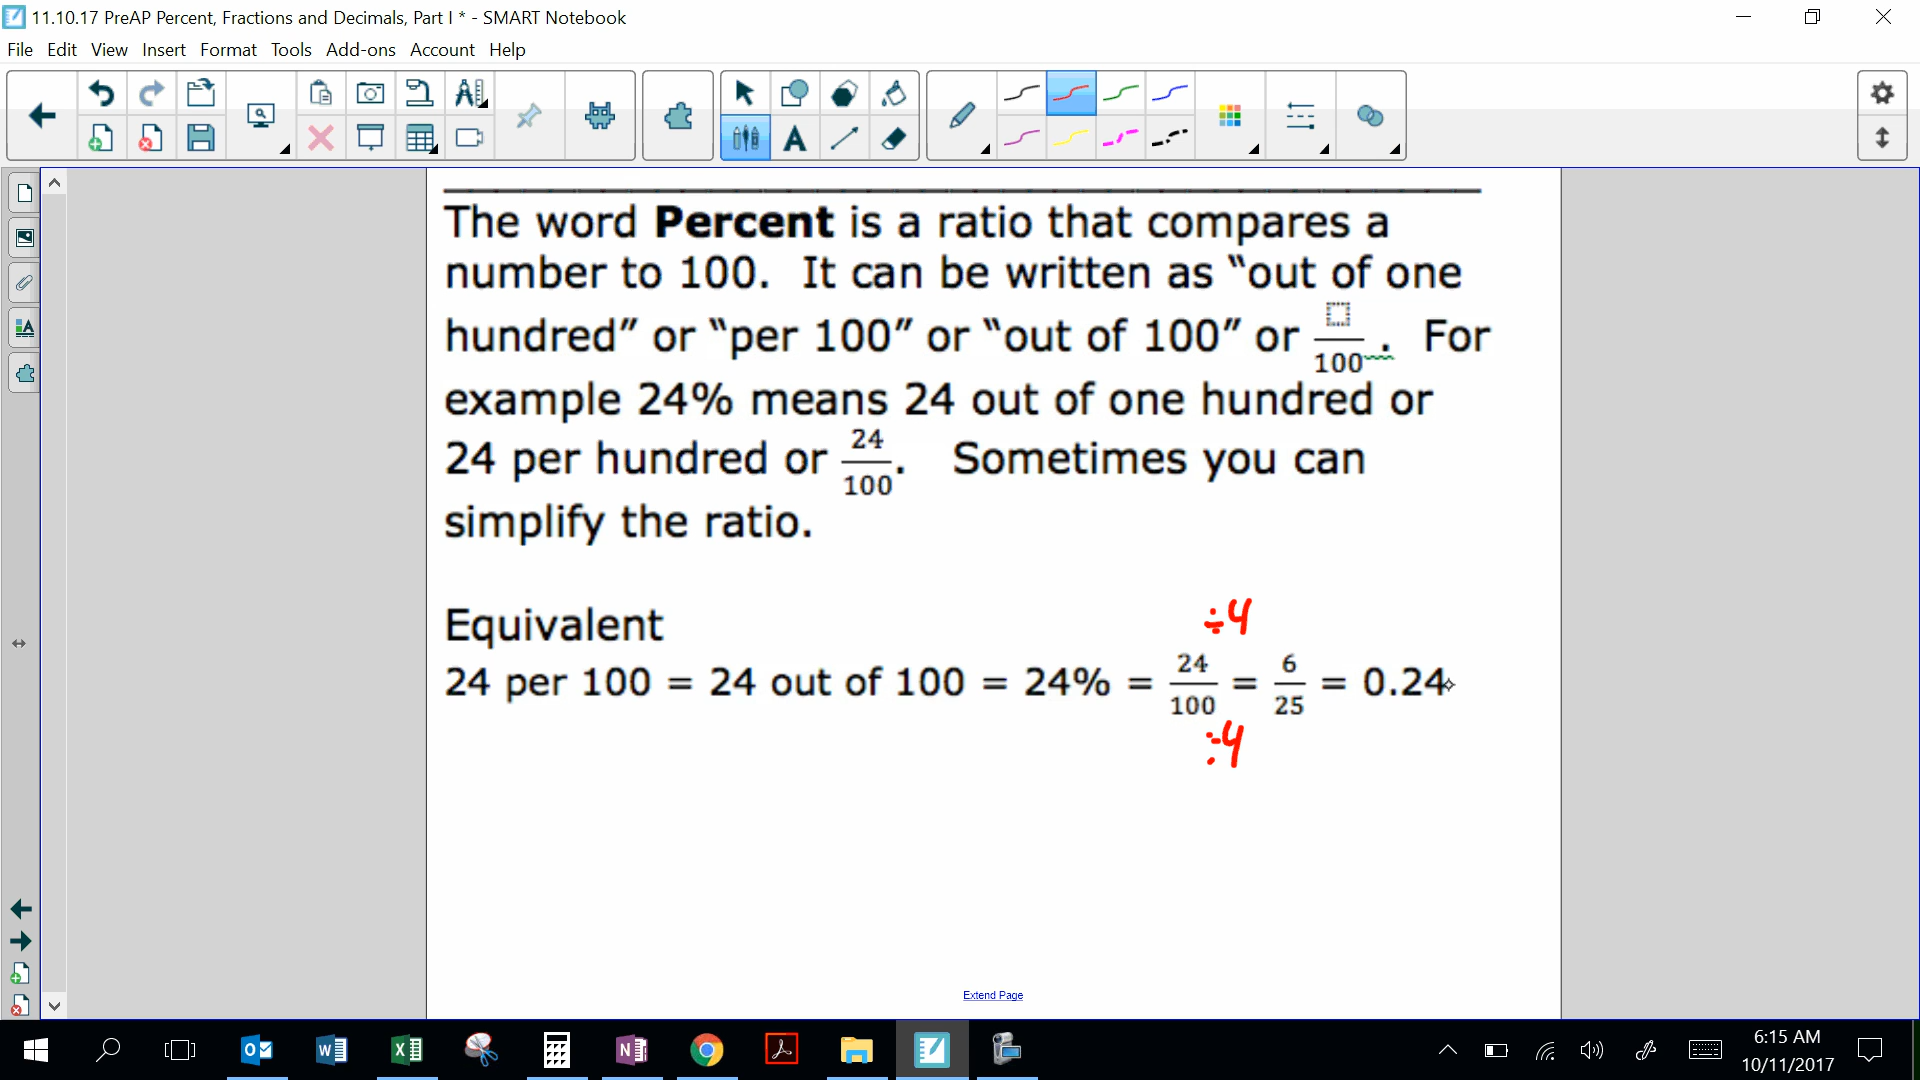 11.10.17 PreAP Percent, Fractions and Decimals, Part I * - SMART Notebook
File Edit View Insert Format Tools Add-ons Account Help
The word Percent is a ratio that compares a
number to 100. It can be written as “out of one
hundred” or “per 100” or “out of 100” or ⬚/100 . For
example 24% means 24 out of one hundred or
24 per hundred or 24/100. Sometimes you can
simplify the ratio.
Equivalent
÷4
24 per 100 = 24 out of 100 = 24% = 24/100 = 6/25 = 0.24
÷4
Extend Page
6:15 AM
10/11/2017